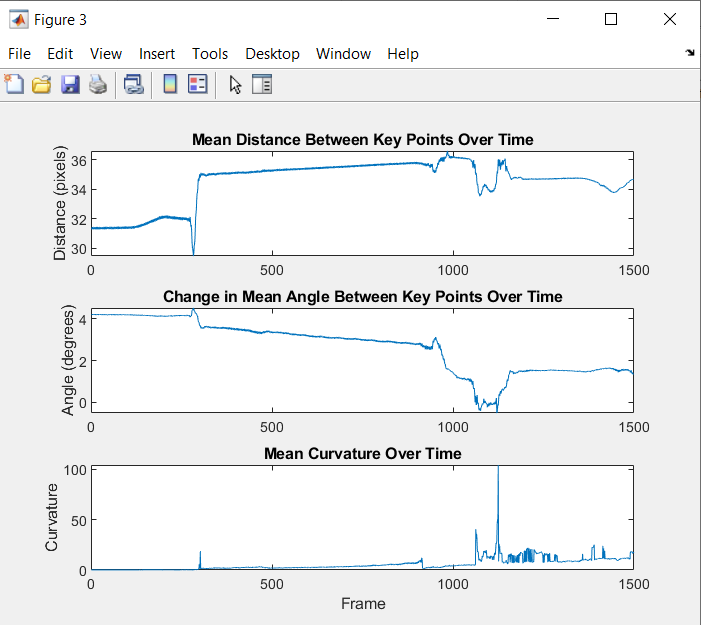 Figure 3
File Edit View Insert Tools Desktop Window Help
Mean Distance Between Key Points Over Time
Distance (pixels)
36
34
32
30
0 500 1000 1500
Change in Mean Angle Between Key Points Over Time
Angle (degrees)
4
2
0
0 500 1000 1500
Mean Curvature Over Time
Curvature
100
50
0
0 500 1000 1500
Frame